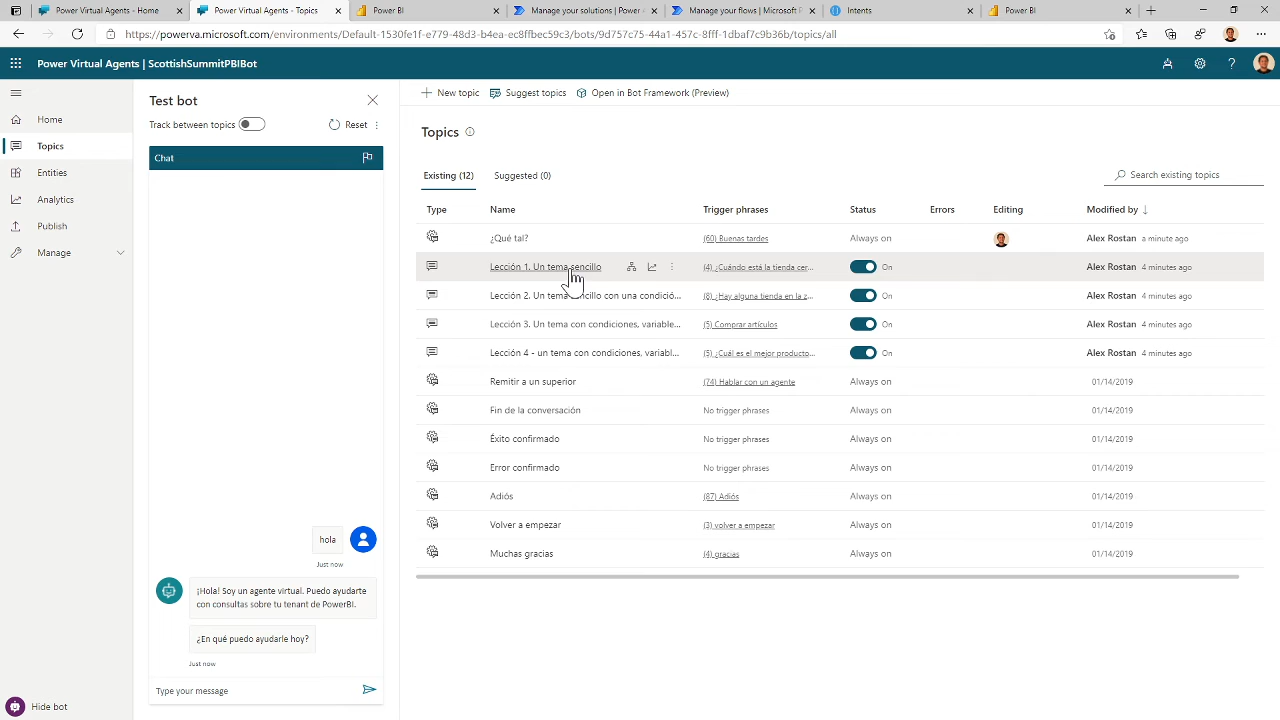 Power Virtual Agents - Home
Power Virtual Agents - Topics
Power BI
Manage your solutions | Power
Manage your flows | Microsoft
Intents
Power BI
https://powerva.microsoft.com/environments/Default-1530fe1f-e779-48d3-b4ea-ec8ffbec59c3/bots/9d757c75-44a1-457c-8fff-1dbaf7c9b36b/topics/all
Power Virtual Agents | ScottishSummitPBIBot
Home
Topics
Entities
Analytics
Publish
Manage
Hide bot
Test bot
Track between topics
Reset
Chat
hola
Just now
¡Hola! Soy un agente virtual. Puedo ayudarte
con consultas sobre tu tenant de PowerBI.
¿En qué puedo ayudarle hoy?
Just now
Type your message
New topic
Suggest topics
Open in Bot Framework (Preview)
Topics
Existing (12)
Suggested (0)
Search existing topics
Type Name Trigger phrases Status Errors Editing Modified by
¿Qué tal? (60) Buenas tardes Always on Alex Rostan a minute ago
Lección 1. Un tema sencillo (4) ¿Cuándo está la tienda cer... On Alex Rostan 4 minutes ago
Lección 2. Un tema sencillo con una condició... (8) ¿Hay alguna tienda en la z... On Alex Rostan 4 minutes ago
Lección 3. Un tema con condiciones, variable... (5) Comprar artículos On Alex Rostan 4 minutes ago
Lección 4 - un tema con condiciones, variabl... (5) ¿Cuál es el mejor producto... On Alex Rostan 4 minutes ago
Remitir a un superior (74) Hablar con un agente Always on 01/14/2019
Fin de la conversación No trigger phrases Always on 01/14/2019
Éxito confirmado No trigger phrases Always on 01/14/2019
Error confirmado No trigger phrases Always on 01/14/2019
Adiós (87) Adiós Always on 01/14/2019
Volver a empezar (3) volver a empezar Always on 01/14/2019
Muchas gracias (4) gracias Always on 01/14/2019